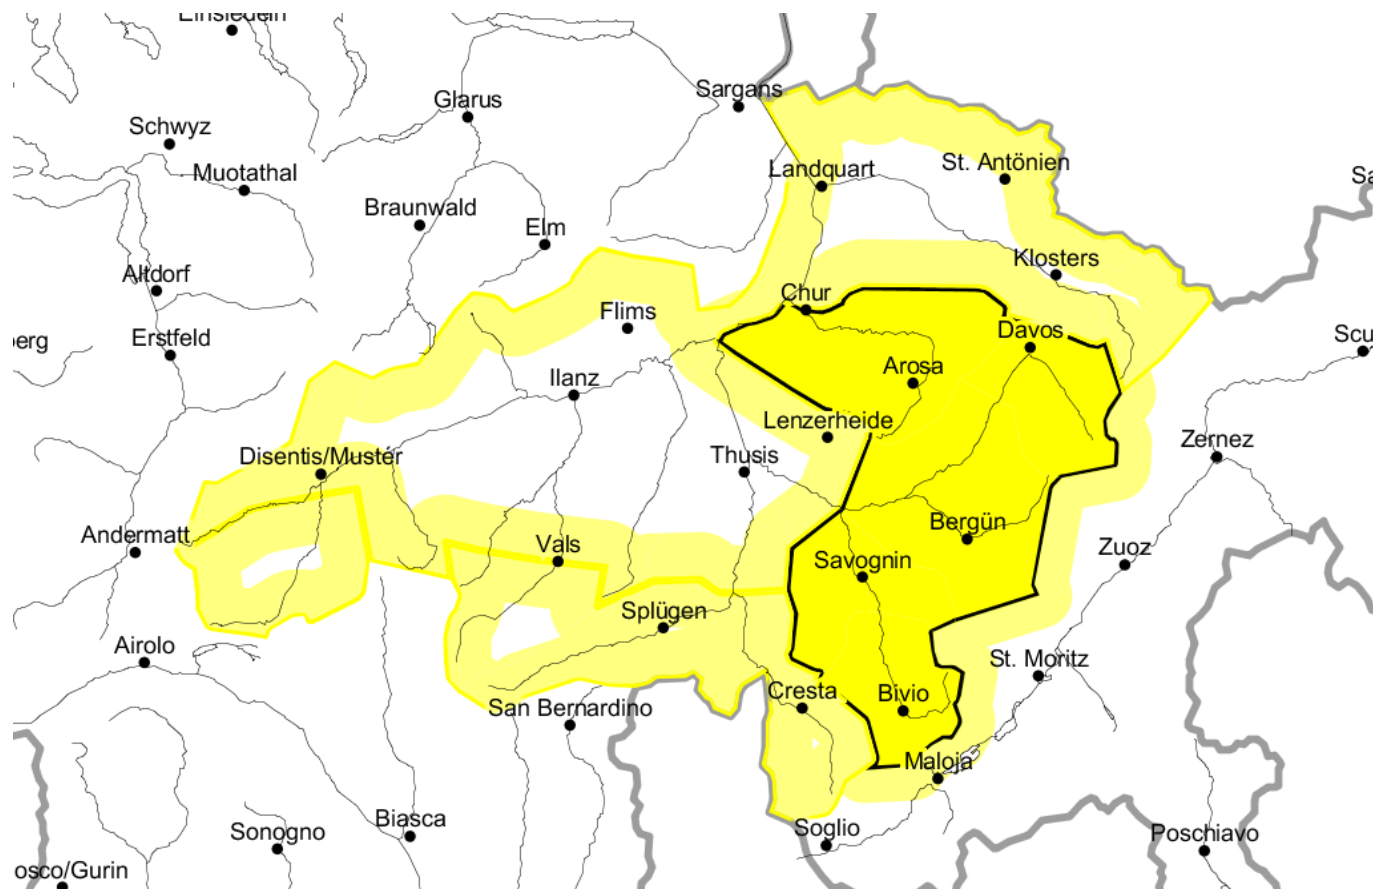 Einsiedeln
Sargans
Glarus
Schwyz
Muotathal
Landquart
St. Antönien
Sa
Braunwald
Elm
Altdorf
Klosters
Chur
Flims
erg
Erstfeld
Davos
Scu
Ilanz
Arosa
Lenzerheide
Zernez
Disentis/Mustér
Thusis
Andermatt
Vals
Bergün
Zuoz
Savognin
Splügen
Airolo
St. Moritz
Cresta
Bivio
San Bernardino
Maloja
Biasca
Sonogno
Soglio
Poschiavo
osco/Gurin